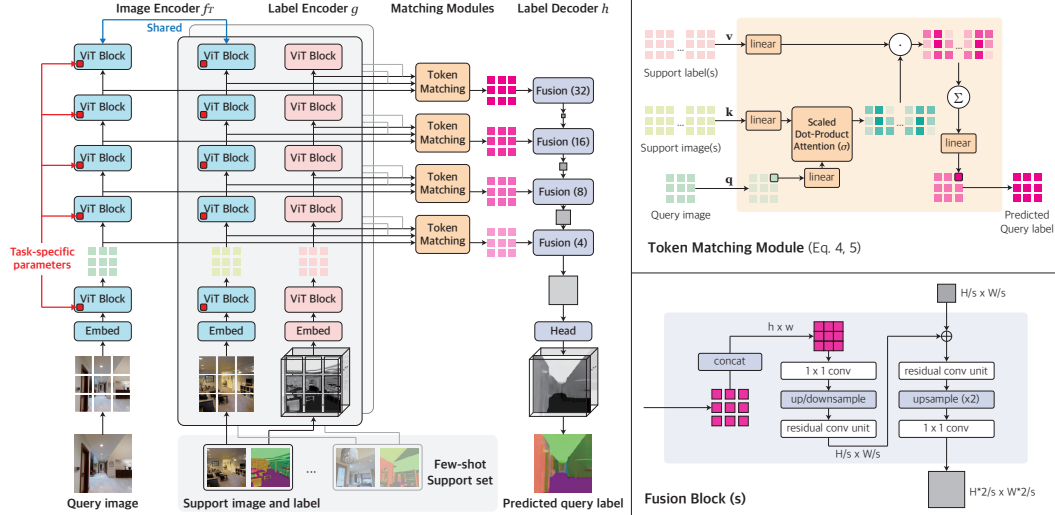 Image Encoder f_T
Label Encoder g
Matching Modules
Label Decoder h
Shared
ViT Block
ViT Block
ViT Block
Token
Matching
Fusion (32)
ViT Block
ViT Block
ViT Block
Token
Matching
Fusion (16)
ViT Block
ViT Block
ViT Block
Token
Matching
Fusion (8)
ViT Block
ViT Block
ViT Block
Token
Matching
Fusion (4)
Task-specific
parameters
ViT Block
ViT Block
ViT Block
Embed
Embed
Embed
Head
...
Few-shot
Support set
Query image
Support image and label
Predicted query label
v
linear
·
...
...
Support label(s)
Σ
k
linear
Scaled
Dot-Product
Attention (σ)
...
...
Support image(s)
linear
q
linear
Query image
Predicted
Query label
Token Matching Module (Eq. 4, 5)
H/s x W/s
h x w
concat
+
1 x 1 conv
residual conv unit
up/downsample
upsample (x2)
residual conv unit
1 x 1 conv
H/s x W/s
H*2/s x W*2/s
Fusion Block (s)